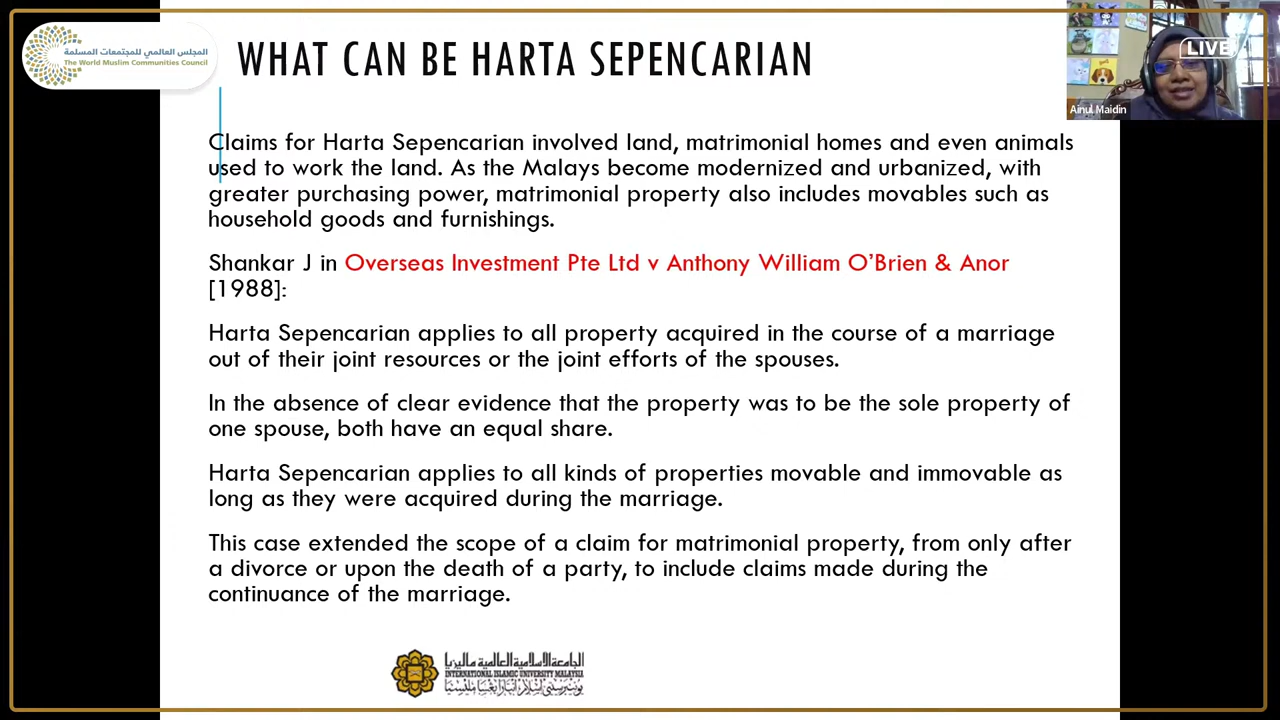 المجلس العالمي للمجتمعات المسلمة
The World Muslim Communities Council
WHAT CAN BE HARTA SEPENCARIAN
LIVE
Ainul Maidin
Claims for Harta Sepencarian involved land, matrimonial homes and even animals
used to work the land. As the Malays become modernized and urbanized, with
greater purchasing power, matrimonial property also includes movables such as
household goods and furnishings.
Shankar J in Overseas Investment Pte Ltd v Anthony William O’Brien & Anor
[1988]:
Harta Sepencarian applies to all property acquired in the course of a marriage
out of their joint resources or the joint efforts of the spouses.
In the absence of clear evidence that the property was to be the sole property of
one spouse, both have an equal share.
Harta Sepencarian applies to all kinds of properties movable and immovable as
long as they were acquired during the marriage.
This case extended the scope of a claim for matrimonial property, from only after
a divorce or upon the death of a party, to include claims made during the
continuance of the marriage.
الجامعة الإسلامية العالمية ماليزيا
INTERNATIONAL ISLAMIC UNIVERSITY MALAYSIA